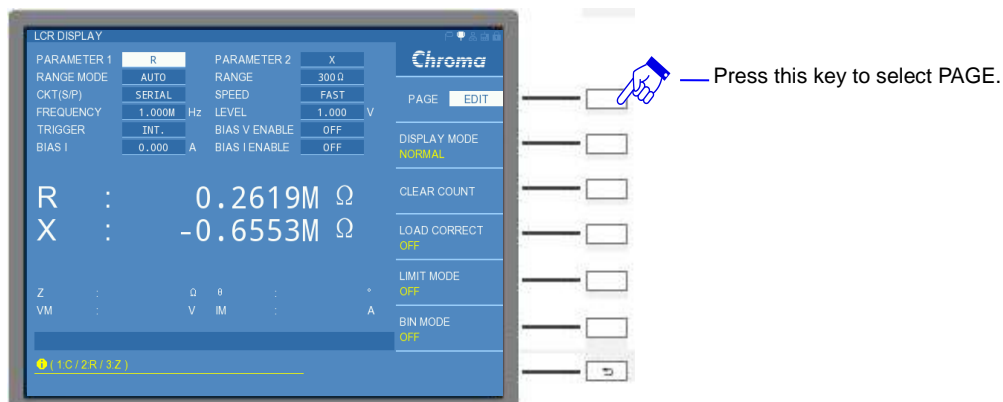 LCR DISPLAY
PARAMETER 1 R PARAMETER 2 X
RANGE MODE AUTO RANGE 300 Ω
CKT(S/P) SERIAL SPEED FAST
FREQUENCY 1.000M Hz LEVEL 1.000 V
TRIGGER INT. BIAS V ENABLE OFF
BIAS I 0.000 A BIAS I ENABLE OFF
R : 0.2619M Ω
X : -0.6553M Ω
Z : Ω θ : °
VM : V IM : A
( 1:C / 2:R / 3:Z )
Chroma
PAGE EDIT
DISPLAY MODE
NORMAL
CLEAR COUNT
LOAD CORRECT
OFF
LIMIT MODE
OFF
BIN MODE
OFF
Press this key to select PAGE.